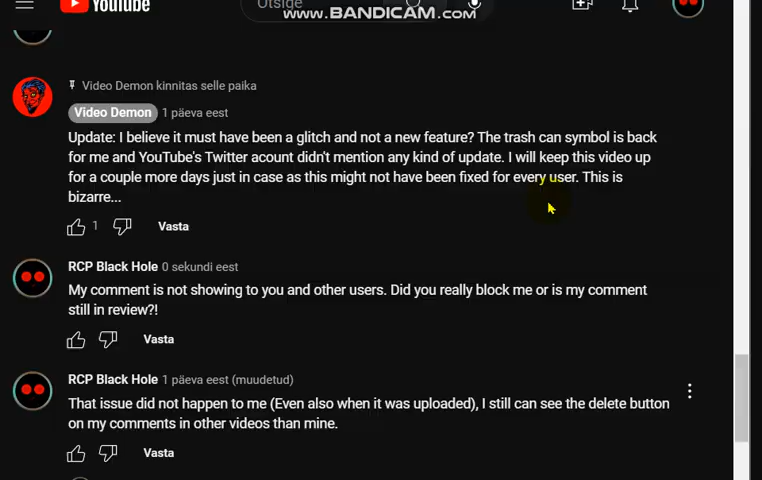 YouTube
Otsige
www.BANDICAM.com
Video Demon kinnitas selle paika
Video Demon 1 päeva eest
Update: I believe it must have been a glitch and not a new feature? The trash can symbol is back
for me and YouTube's Twitter acount didn't mention any kind of update. I will keep this video up
for a couple more days just in case as this might not have been fixed for every user. This is
bizarre...
1 Vasta
RCP Black Hole 0 sekundi eest
My comment is not showing to you and other users. Did you really block me or is my comment
still in review?!
Vasta
RCP Black Hole 1 päeva eest (muudetud)
That issue did not happen to me (Even also when it was uploaded), I still can see the delete button
on my comments in other videos than mine.
Vasta